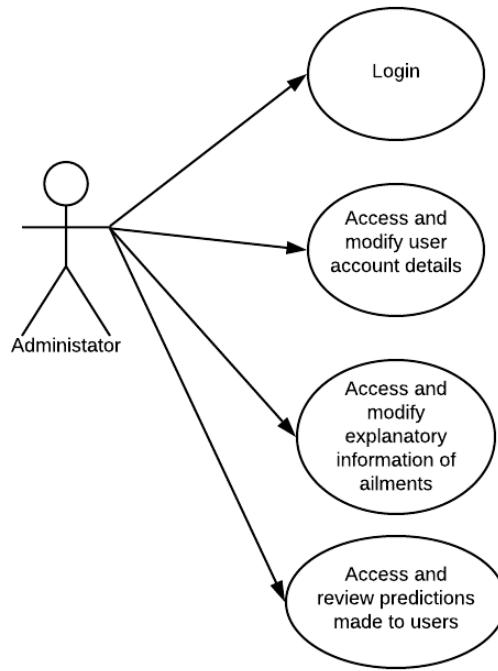 Login
Access and
modify user
account details
Administator
Access and
modify
explanatory
information of
ailments
Access and
review predictions
made to users